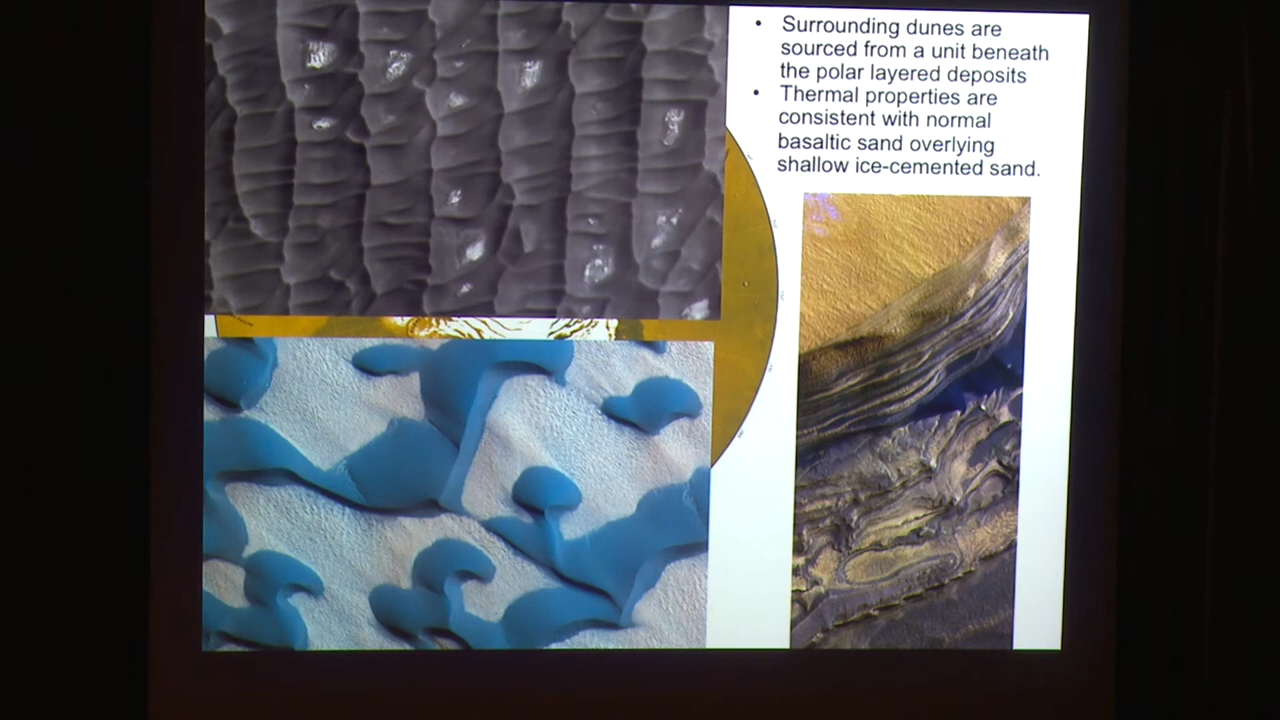 • Surrounding dunes are
sourced from a unit beneath
the polar layered deposits
• Thermal properties are
consistent with normal
basaltic sand overlying
shallow ice-cemented sand.